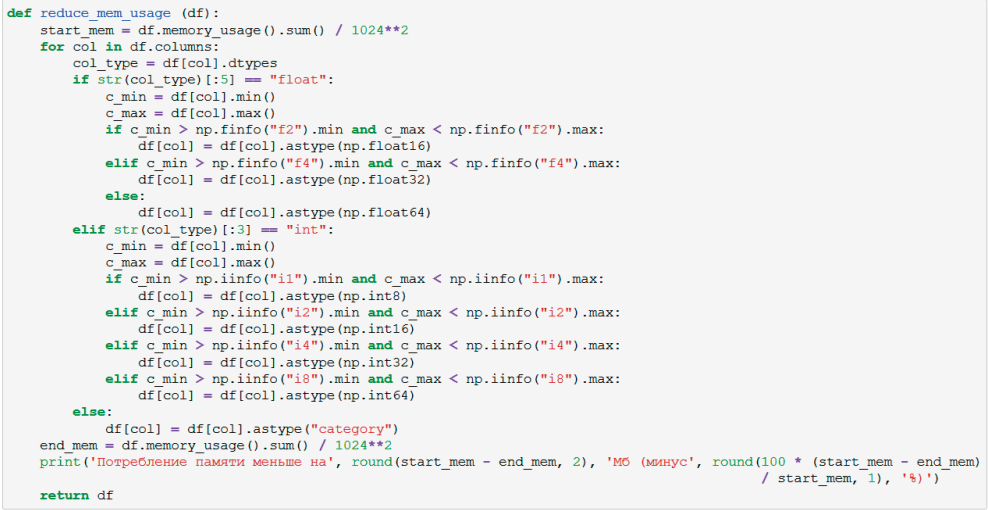 def reduce_mem_usage (df):
    start_mem = df.memory_usage().sum() / 1024**2
    for col in df.columns:
        col_type = df[col].dtypes
        if str(col_type)[:5] == "float":
            c_min = df[col].min()
            c_max = df[col].max()
            if c_min > np.finfo("f2").min and c_max < np.finfo("f2").max:
                df[col] = df[col].astype(np.float16)
            elif c_min > np.finfo("f4").min and c_max < np.finfo("f4").max:
                df[col] = df[col].astype(np.float32)
            else:
                df[col] = df[col].astype(np.float64)
        elif str(col_type)[:3] == "int":
            c_min = df[col].min()
            c_max = df[col].max()
            if c_min > np.iinfo("i1").min and c_max < np.iinfo("i1").max:
                df[col] = df[col].astype(np.int8)
            elif c_min > np.iinfo("i2").min and c_max < np.iinfo("i2").max:
                df[col] = df[col].astype(np.int16)
            elif c_min > np.iinfo("i4").min and c_max < np.iinfo("i4").max:
                df[col] = df[col].astype(np.int32)
            elif c_min > np.iinfo("i8").min and c_max < np.iinfo("i8").max:
                df[col] = df[col].astype(np.int64)
        else:
            df[col] = df[col].astype("category")
    end_mem = df.memory_usage().sum() / 1024**2
    print('Потребление памяти меньше на', round(start_mem - end_mem, 2), 'Мб (минус', round(100 * (start_mem - end_mem)
                                                                                            / start_mem, 1), '%)')
    return df